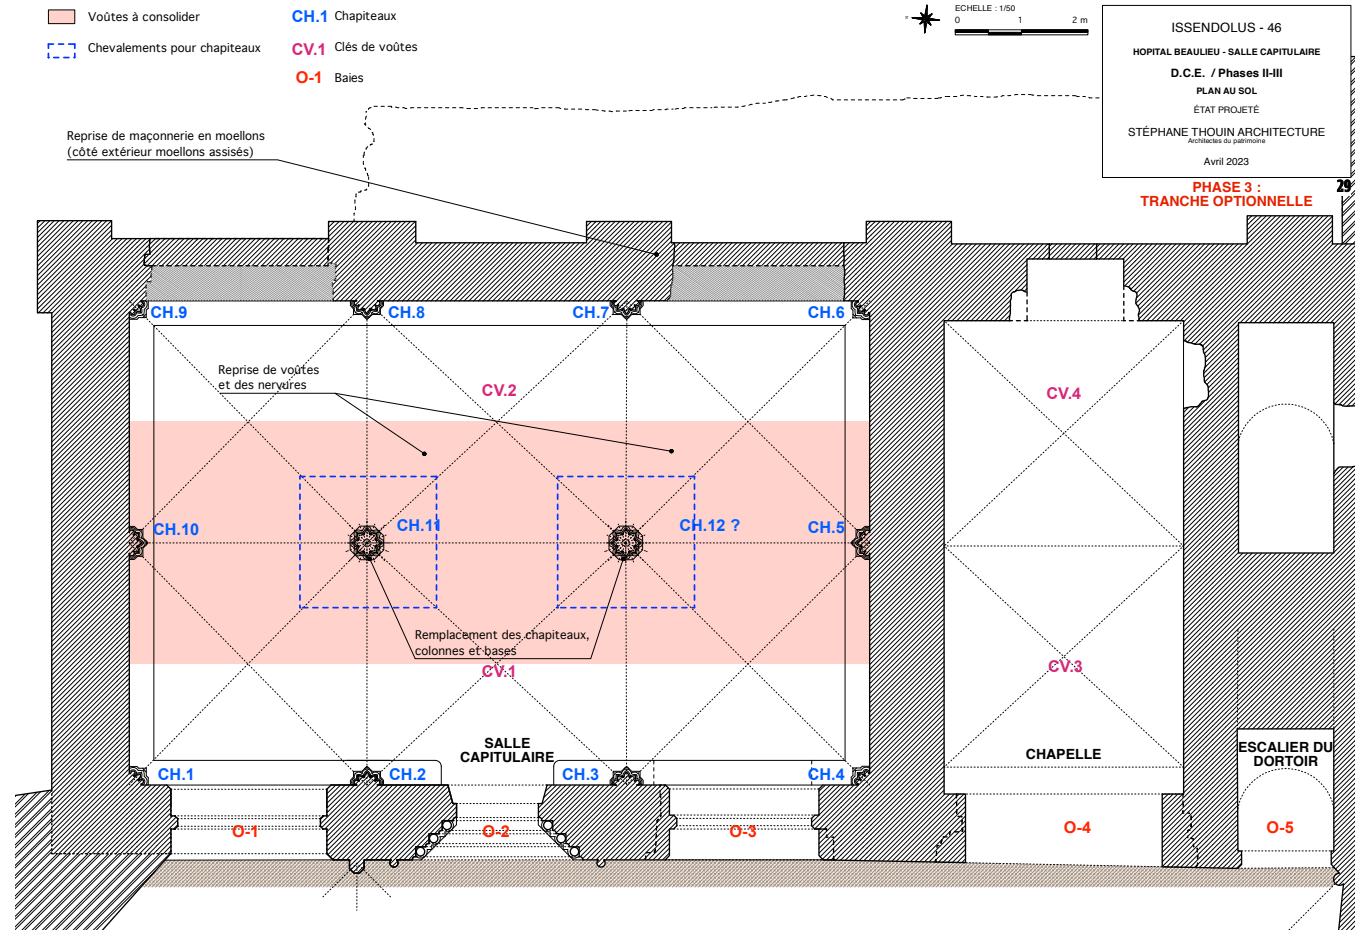 Voûtes à consolider
Chevalements pour chapiteaux
CH.1 Chapiteaux
CV.1 Clés de voûtes
O-1 Baies
ECHELLE : 1/50
0 1 2 m
ISSENDOLUS - 46
HOPITAL BEAULIEU - SALLE CAPITULAIRE
D.C.E. / Phases II-III
PLAN AU SOL
ÉTAT PROJETÉ
STÉPHANE THOUIN ARCHITECTURE
Architectes du patrimoine
Avril 2023
PHASE 3 :
TRANCHE OPTIONNELLE
29
Reprise de maçonnerie en moellons
(côté extérieur moellons assisés)
CH.9
CH.8
CH.7
CH.6
Reprise de voûtes
et des nervures
CV.2
CV.4
CH.10
CH.11
CH.12 ?
CH.5
Remplacement des chapiteaux,
colonnes et bases
CV.1
CV.3
SALLE
CAPITULAIRE
CHAPELLE
ESCALIER DU
DORTOIR
CH.1
CH.2
CH.3
CH.4
O-1
O-2
O-3
O-4
O-5